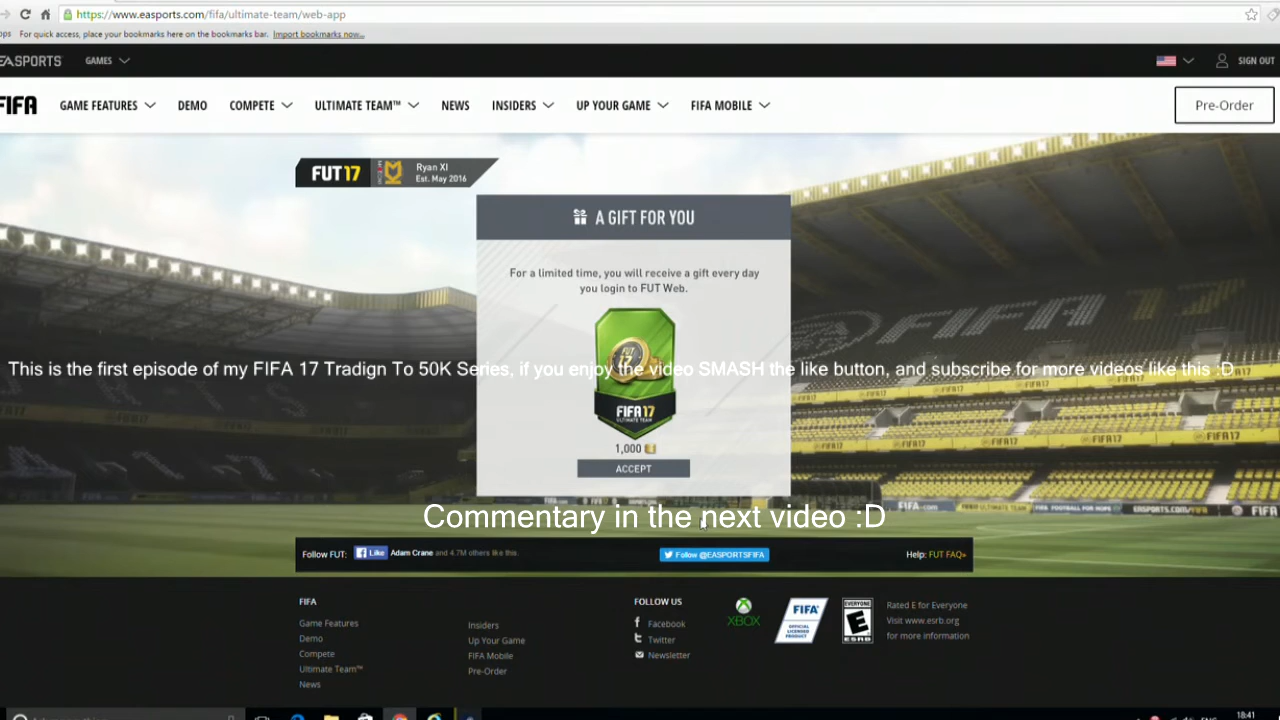 https://www.easports.com/fifa/ultimate-team/web-app
For quick access, place your bookmarks here on the bookmarks bar. Import bookmarks now...
EA SPORTS GAMES SIGN OUT
FIFA GAME FEATURES DEMO COMPETE ULTIMATE TEAM™ NEWS INSIDERS UP YOUR GAME FIFA MOBILE Pre-Order
FUT17 Ryan XI
Est. May 2016
A GIFT FOR YOU
For a limited time, you will receive a gift every day
you login to FUT Web.
FUT
17
This is the first episode of my FIFA 17 Tradign To 50K Series, if you enjoy the video SMASH the like button, and subscribe for more videos like this :D
FIFA17
ULTIMATE TEAM
1,000
ACCEPT
Commentary in the next video :D
Follow FUT: Like Adam Crane and 4.7M others like this. Follow @EASPORTSFIFA Help: FUT FAQ»
FIFA
Game Features
Demo
Compete
Ultimate Team™
News
Insiders
Up Your Game
FIFA Mobile
Pre-Order
FOLLOW US
Facebook
Twitter
Newsletter
XBOX
FIFA
OFFICIAL
LICENSED
PRODUCT
EVERYONE
E
ESRB
Rated E for Everyone
Visit www.esrb.org
for more information
18:41